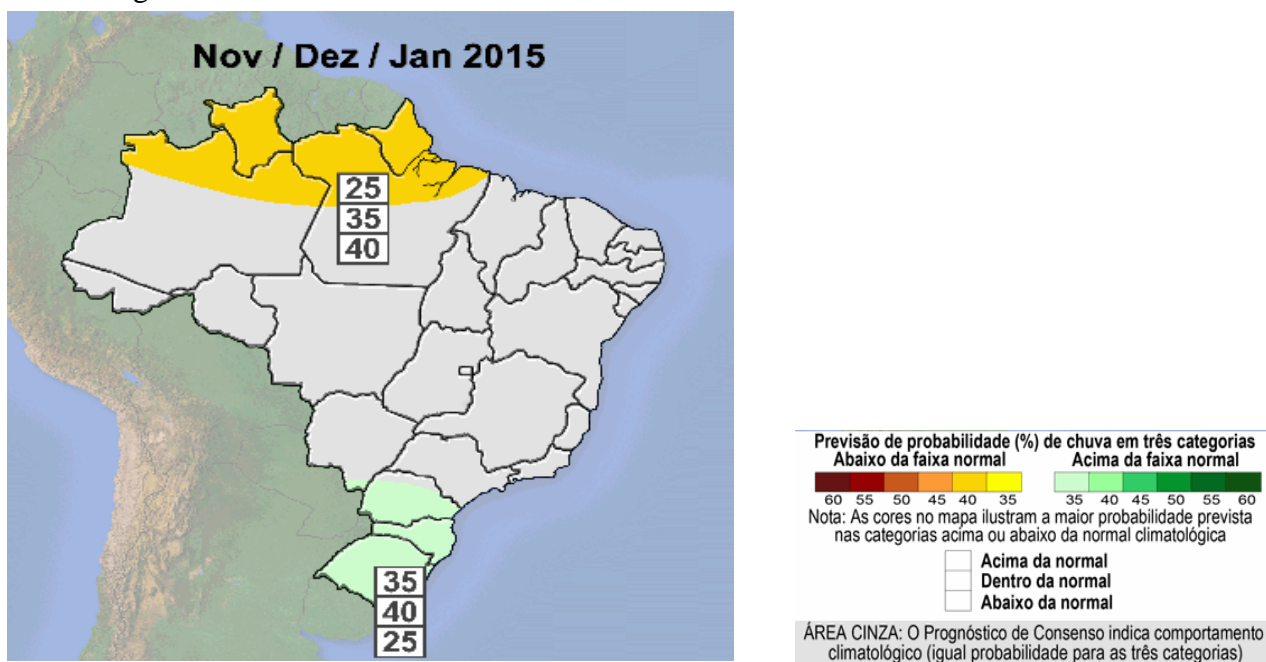 Nov / Dez / Jan 2015
25
35
40
35
40
25
Previsão de probabilidade (%) de chuva em três categorias
Abaixo da faixa normal Acima da faixa normal
60 55 50 45 40 35 35 40 45 50 55 60
Nota: As cores no mapa ilustram a maior probabilidade prevista
nas categorias acima ou abaixo da normal climatológica
Acima da normal
Dentro da normal
Abaixo da normal
ÁREA CINZA: O Prognóstico de Consenso indica comportamento
climatológico (igual probabilidade para as três categorias)